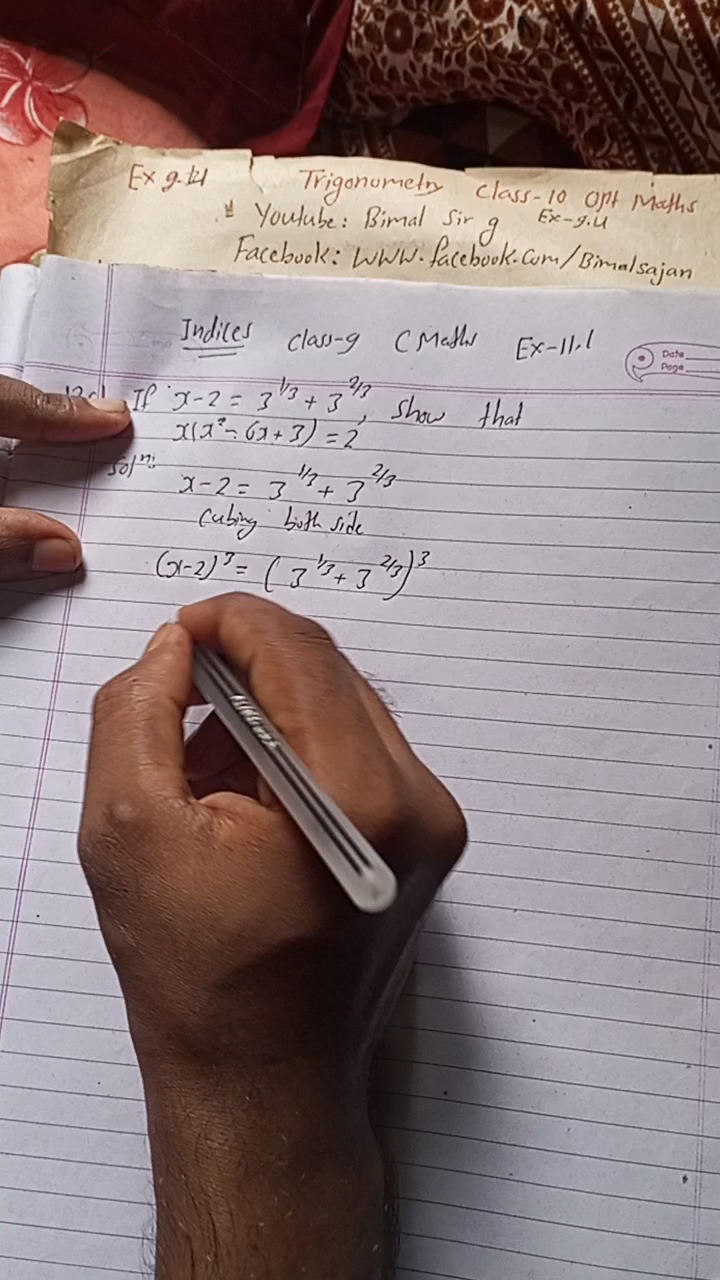 Ex 9.4 Trigonometry Class-10 Opt Maths
Youtube: Bimal Sir g Ex-9.4
Facebook: WWW.facebook.Com/Bimalsajan
Indices Class-9 C Maths Ex-11.1
Date
Page
If x-2 = 3^1/3 + 3^2/3, show that
x(x²- 6x + 3) = 2
Solⁿ:
x-2 = 3^1/3 + 3^2/3
Cubing both side
(x-2)³ = (3^1/3 + 3^2/3)³